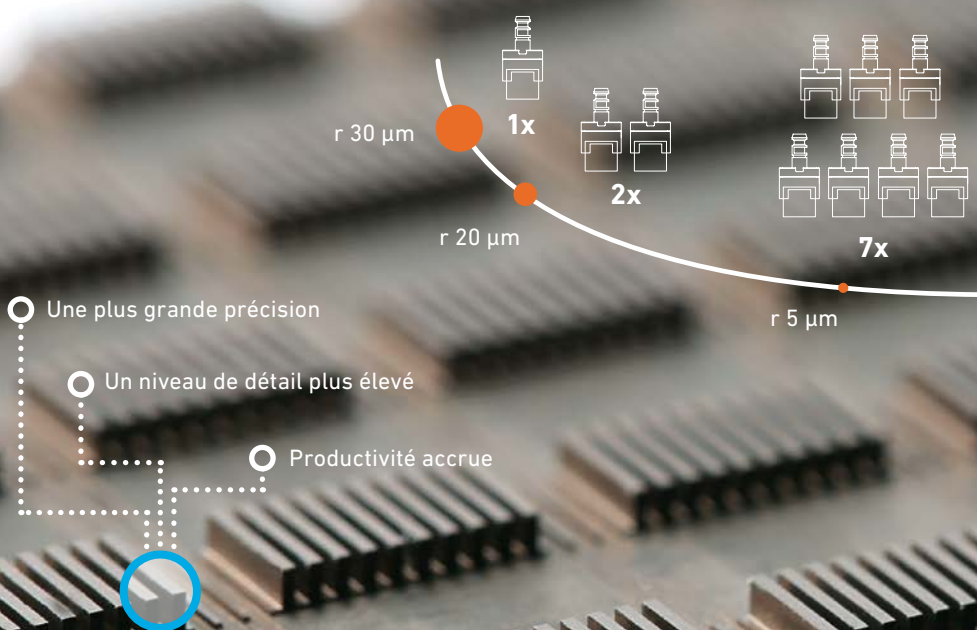 1x
r 30 µm
2x
r 20 µm
7x
r 5 µm
Une plus grande précision
Un niveau de détail plus élevé
Productivité accrue